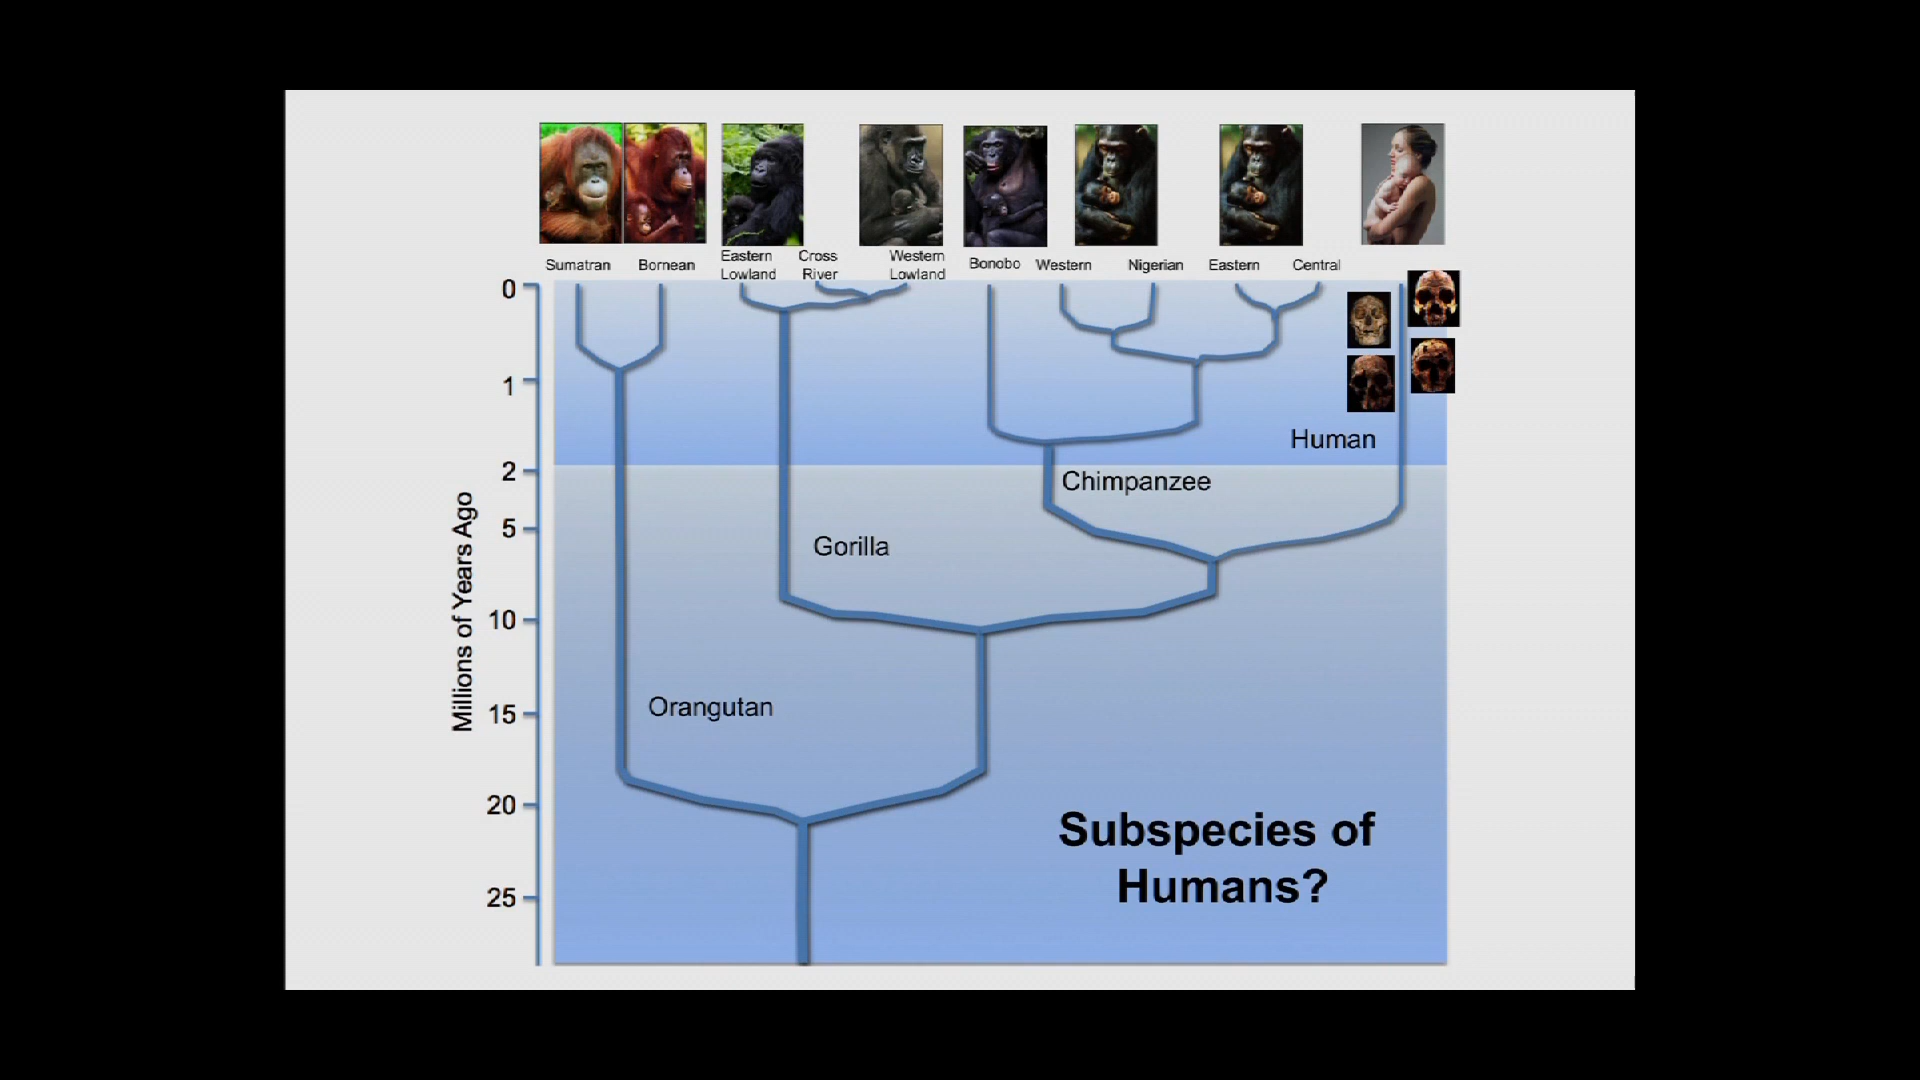 Sumatran
Bornean
Eastern
Lowland
Cross
River
Western
Lowland
Bonobo
Western
Nigerian
Eastern
Central
0
1
2
5
10
15
20
25
Millions of Years Ago
Human
Chimpanzee
Gorilla
Orangutan
Subspecies of
Humans?